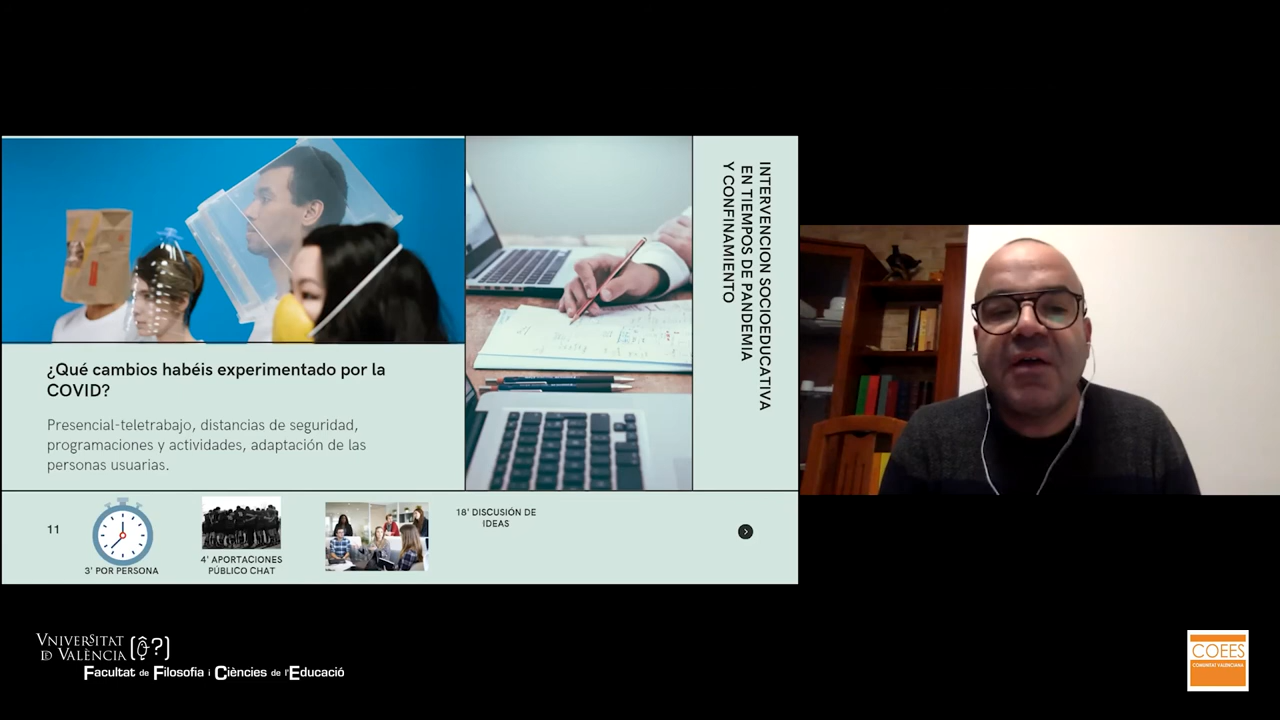 INTERVENCION SOCIOEDUCATIVA
EN TIEMPOS DE PANDEMIA
Y CONFINAMIENTO
¿Qué cambios habéis experimentado por la
COVID?
Presencial-teletrabajo, distancias de seguridad,
programaciones y actividades, adaptación de las
personas usuarias.
11
3' POR PERSONA
4' APORTACIONES
PÚBLICO CHAT
18' DISCUSIÓN DE
IDEAS
VNIVERSITAT
DE VALÈNCIA
Facultat de Filosofia i Ciències de l'Educació
COEES
COMUNITAT VALENCIANA